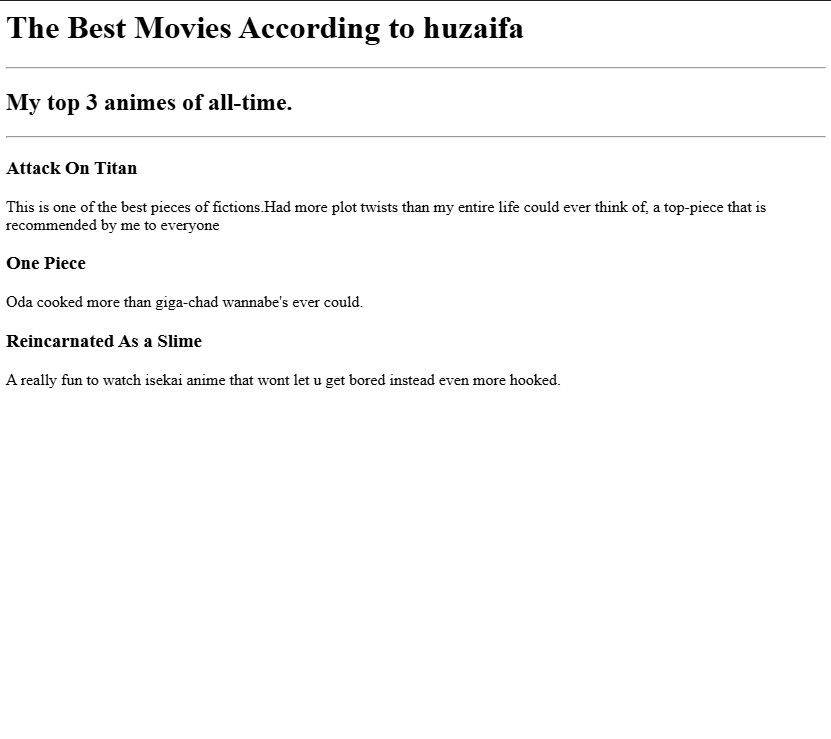 The Best Movies According to huzaifa
My top 3 animes of all-time.
Attack On Titan
This is one of the best pieces of fictions.Had more plot twists than my entire life could ever think of, a top-piece that is
recommended by me to everyone
One Piece
Oda cooked more than giga-chad wannabe's ever could.
Reincarnated As a Slime
A really fun to watch isekai anime that wont let u get bored instead even more hooked.